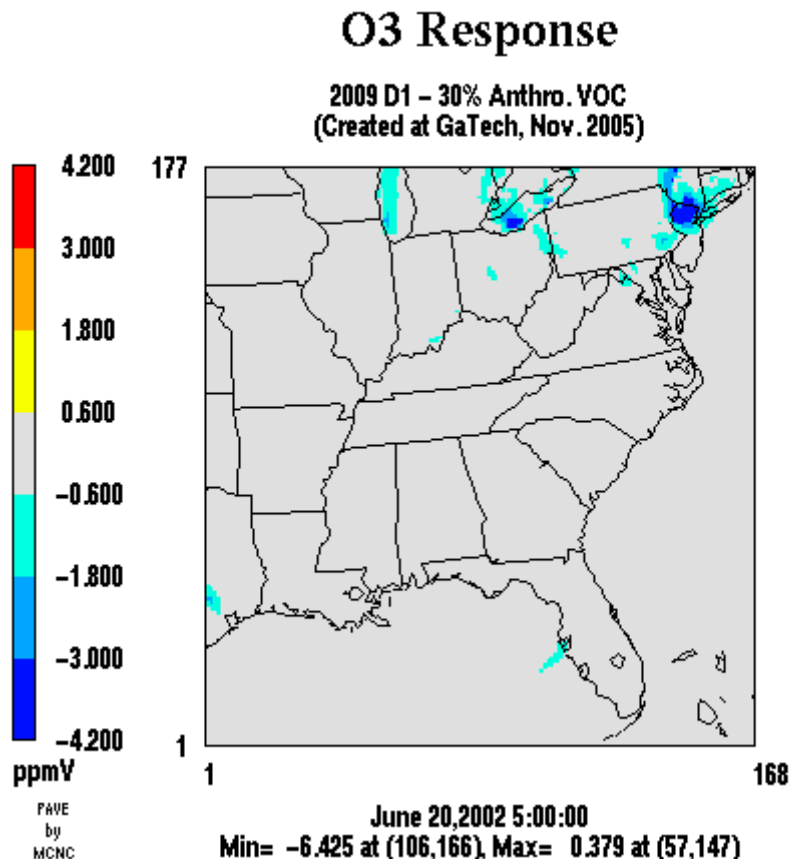 O3 Response
2009 D1 – 30% Anthro. VOC
(Created at GaTech, Nov. 2005)
4.200
3.000
1.800
0.600
−0.600
−1.800
−3.000
−4.200
ppmV
PAVE
by
MCNC
177
1
1
168
June 20,2002 5:00:00
Min= −6.425 at (106,166), Max= 0.379 at (57,147)